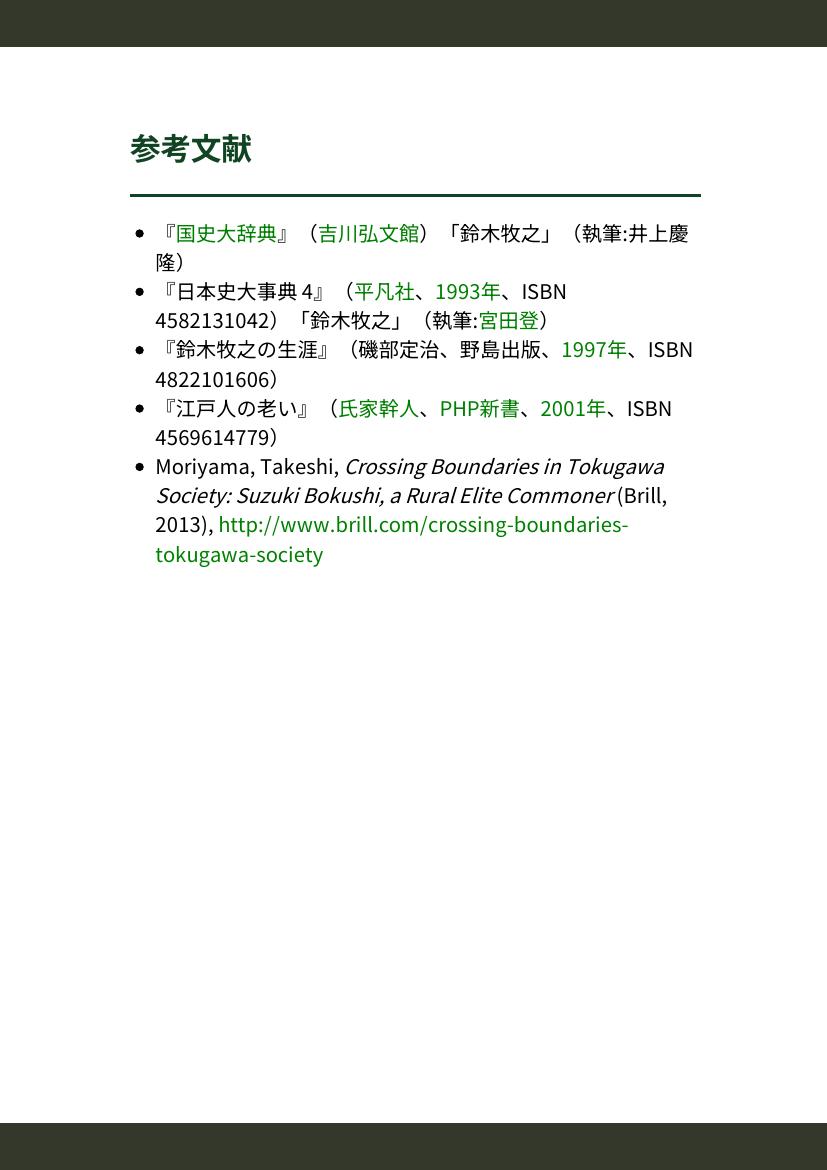 参考文献
『国史大辞典』（吉川弘文館）「鈴木牧之」（執筆:井上慶
隆）
『日本史大事典 4』（平凡社、1993年、ISBN
4582131042）「鈴木牧之」（執筆:宮田登）
『鈴木牧之の生涯』（磯部定治、野島出版、1997年、ISBN
4822101606）
『江戸人の老い』（氏家幹人、PHP新書、2001年、ISBN
4569614779）
Moriyama, Takeshi, Crossing Boundaries in Tokugawa
Society: Suzuki Bokushi, a Rural Elite Commoner (Brill,
2013), http://www.brill.com/crossing-boundaries-
tokugawa-society